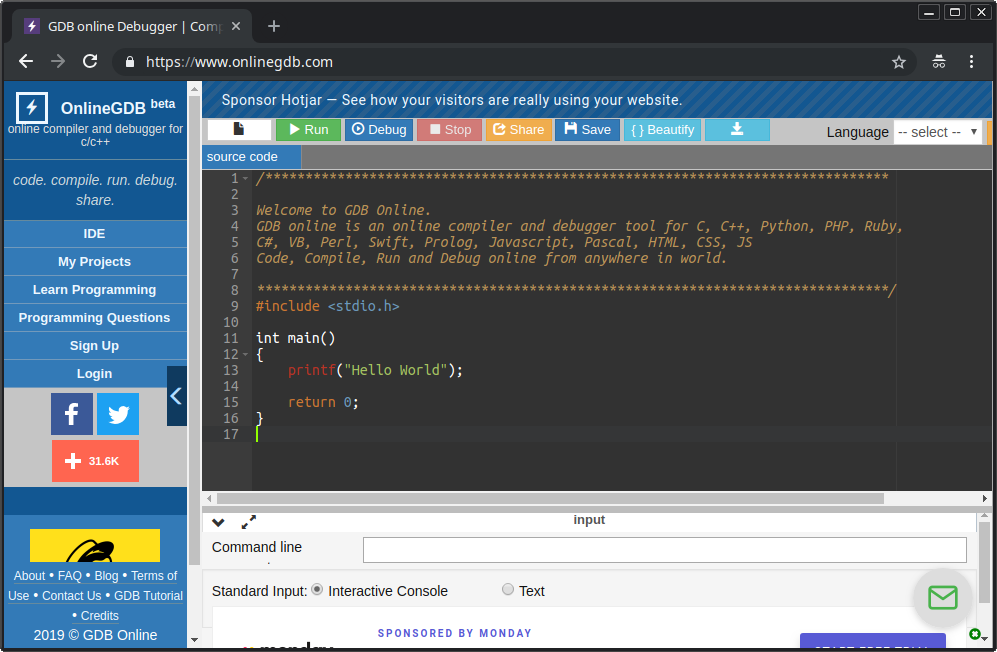 GDB online Debugger | Com
https://www.onlinegdb.com
OnlineGDB beta
online compiler and debugger for
c/c++
code. compile. run. debug.
share.
IDE
My Projects
Learn Programming
Programming Questions
Sign Up
Login
31.6K
About • FAQ • Blog • Terms of
Use • Contact Us • GDB Tutorial
• Credits
2019 © GDB Online
Sponsor Hotjar — See how your visitors are really using your website.
Run Debug Stop Share Save { } Beautify Language -- select --
source code
1 /******************************************************************************
2
3 Welcome to GDB Online.
4 GDB online is an online compiler and debugger tool for C, C++, Python, PHP, Ruby,
5 C#, VB, Perl, Swift, Prolog, Javascript, Pascal, HTML, CSS, JS
6 Code, Compile, Run and Debug online from anywhere in world.
7
8 *******************************************************************************/
9 #include <stdio.h>
10
11 int main()
12 {
13 printf("Hello World");
14
15 return 0;
16 }
17
input
Command line
Standard Input: Interactive Console Text
SPONSORED BY MONDAY
monday
START FREE TRIAL